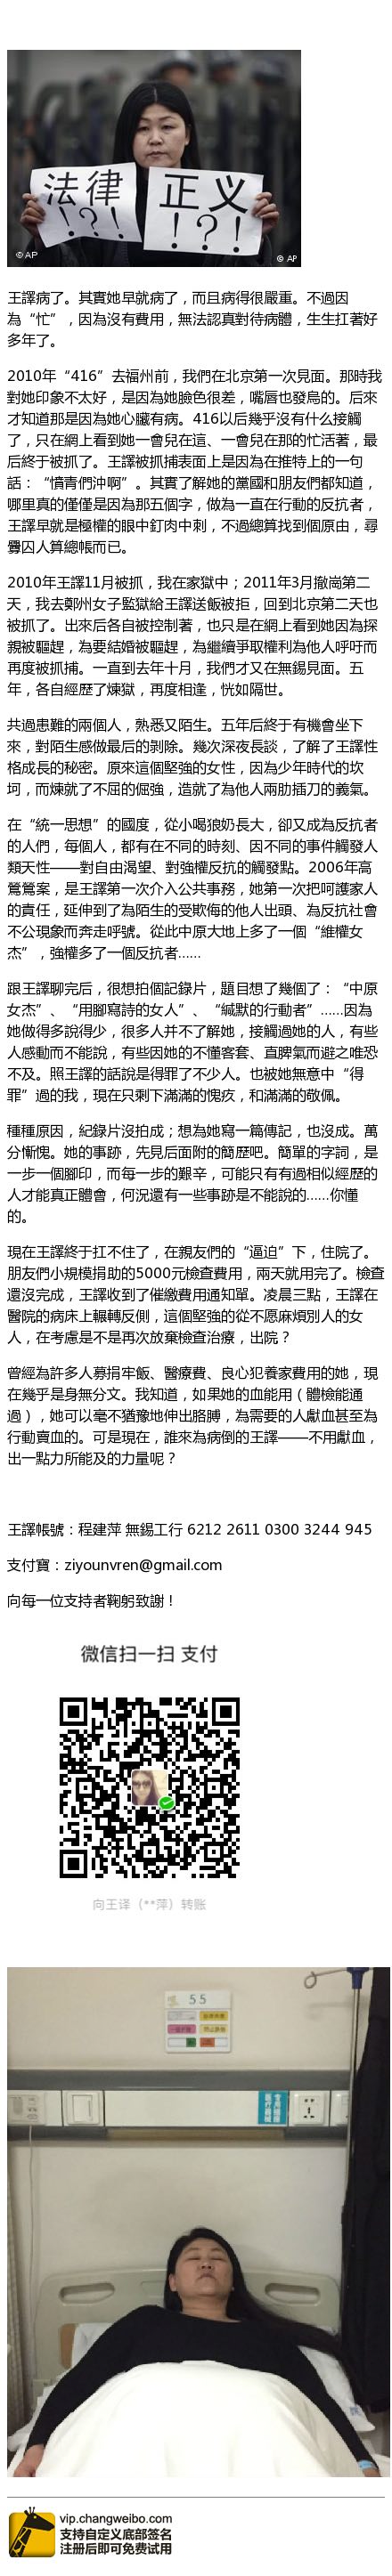 法律
!?!
正义
!?!
© AP
© AP
王譯病了。其實她早就病了，而且病得很嚴重。不過因
為“忙”，因為沒有費用，無法認真對待病體，生生扛著好
多年了。
2010年“416”去福州前，我們在北京第一次見面。那時我
對她印象不太好，是因為她臉色很差，嘴唇也發烏的。后來
才知道那是因為她心臟有病。416以后幾乎沒有什么接觸
了，只在網上看到她一會兒在這、一會兒在那的忙活著，最
后終于被抓了。王譯被抓捕表面上是因為在推特上的一句
話：“憤青們沖啊”。其實了解她的黨國和朋友們都知道，
哪里真的僅僅是因為那五個字，做為一直在行動的反抗者，
王譯早就是極權的眼中釘肉中刺，不過總算找到個原由，尋
釁囚人算總帳而已。
2010年王譯11月被抓，我在家獄中；2011年3月撤崗第二
天，我去鄭州女子監獄給王譯送飯被拒，回到北京第二天也
被抓了。出來后各自被控制著，也只是在網上看到她因為探
親被驅趕，為要結婚被驅趕，為繼續爭取權利為他人呼吁而
再度被抓捕。一直到去年十月，我們才又在無錫見面。五
年，各自經歷了煉獄，再度相逢，恍如隔世。
共過患難的兩個人，熟悉又陌生。五年后終于有機會坐下
來，對陌生感做最后的剝除。幾次深夜長談，了解了王譯性
格成長的秘密。原來這個堅強的女性，因為少年時代的坎
坷，而煉就了不屈的倔強，造就了為他人兩肋插刀的義氣。
在“統一思想”的國度，從小喝狼奶長大，卻又成為反抗者
的人們，每個人，都有在不同的時刻、因不同的事件觸發人
類天性——對自由渴望、對強權反抗的觸發點。2006年高
鶯鶯案，是王譯第一次介入公共事務，她第一次把呵護家人
的責任，延伸到了為陌生的受欺侮的他人出頭、為反抗社會
不公現象而奔走呼號。從此中原大地上多了一個“維權女
杰”，強權多了一個反抗者……
跟王譯聊完后，很想拍個記錄片，題目想了幾個了：“中原
女杰”、“用腳寫詩的女人”、“緘默的行動者”……因為
她做得多說得少，很多人并不了解她，接觸過她的人，有些
人感動而不能說，有些因她的不懂客套、直脾氣而避之唯恐
不及。照王譯的話說是得罪了不少人。也被她無意中“得
罪”過的我，現在只剩下滿滿的愧疚，和滿滿的敬佩。
種種原因，紀錄片沒拍成；想為她寫一篇傳記，也沒成。萬
分慚愧。她的事跡，先見后面附的簡歷吧。簡單的字詞，是
一步一個腳印，而每一步的艱辛，可能只有有過相似經歷的
人才能真正體會，何況還有一些事跡是不能說的……你懂
的。
現在王譯終于扛不住了，在親友們的“逼迫”下，住院了。
朋友們小規模捐助的5000元檢查費用，兩天就用完了。檢查
還沒完成，王譯收到了催繳費用通知單。凌晨三點，王譯在
醫院的病床上輾轉反側，這個堅強的從不愿麻煩別人的女
人，在考慮是不是再次放棄檢查治療，出院？
曾經為許多人募捐牢飯、醫療費、良心犯養家費用的她，現
在幾乎是身無分文。我知道，如果她的血能用（體檢能通
過），她可以毫不猶豫地伸出胳膊，為需要的人獻血甚至為
行動賣血的。可是現在，誰來為病倒的王譯——不用獻血，
出一點力所能及的力量呢？
王譯帳號：程建萍 無錫工行 6212 2611 0300 3244 945
支付寶：ziyounvren@gmail.com
向每一位支持者鞠躬致謝！
微信扫一扫 支付
向王译（**萍）转账
55
vip.changweibo.com
支持自定义底部签名
注册后即可免费试用